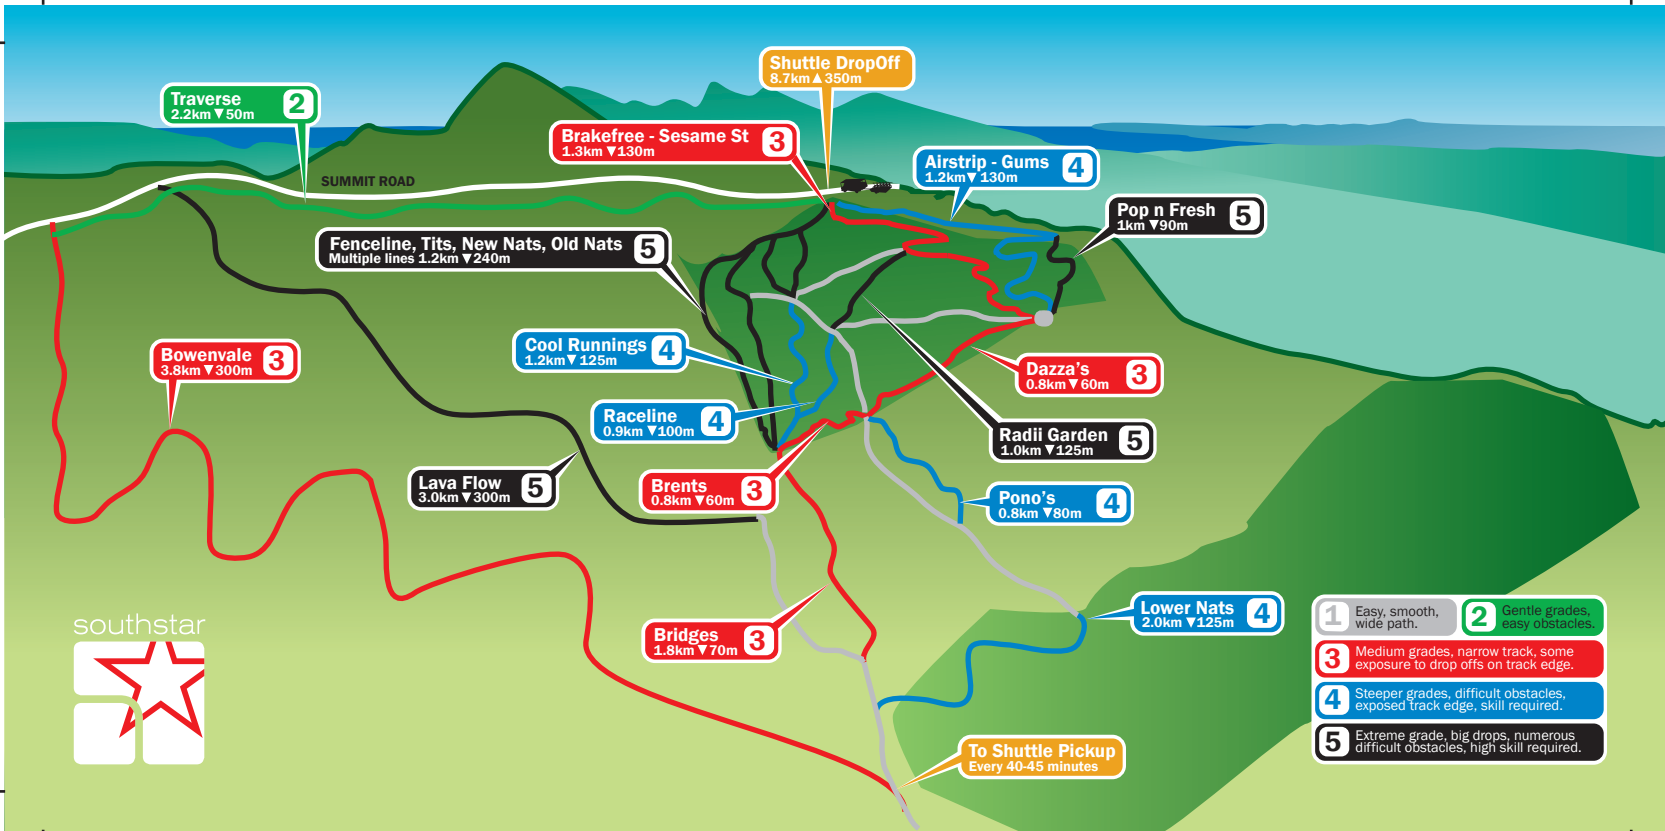 Shuttle DropOff
8.7km▲350m
Traverse
2.2km▼50m
2
Brakefree - Sesame St
1.3km ▼130m
3
Airstrip - Gums
1.2km▼ 130m
4
SUMMIT ROAD
Pop n Fresh
1km ▼90m
5
Fenceline, Tits, New Nats, Old Nats
Multiple lines 1.2km ▼240m
5
Cool Runnings
1.2km▼125m
4
Bowenvale
3.8km ▼300m
3
Dazza's
0.8km ▼60m
3
Raceline
0.9km ▼100m
4
Radii Garden
1.0km ▼125m
5
Lava Flow
3.0km ▼300m
5
Brents
0.8km ▼60m
3
Pono's
0.8km ▼80m
4
Lower Nats
2.0km ▼125m
4
Bridges
1.8km ▼70m
3
southstar
To Shuttle Pickup
Every 40-45 minutes
1
Easy, smooth,
wide path.
2
Gentle grades,
easy obstacles.
3
Medium grades, narrow track, some
exposure to drop offs on track edge.
4
Steeper grades, difficult obstacles,
exposed track edge, skill required.
5
Extreme grade, big drops, numerous
difficult obstacles, high skill required.